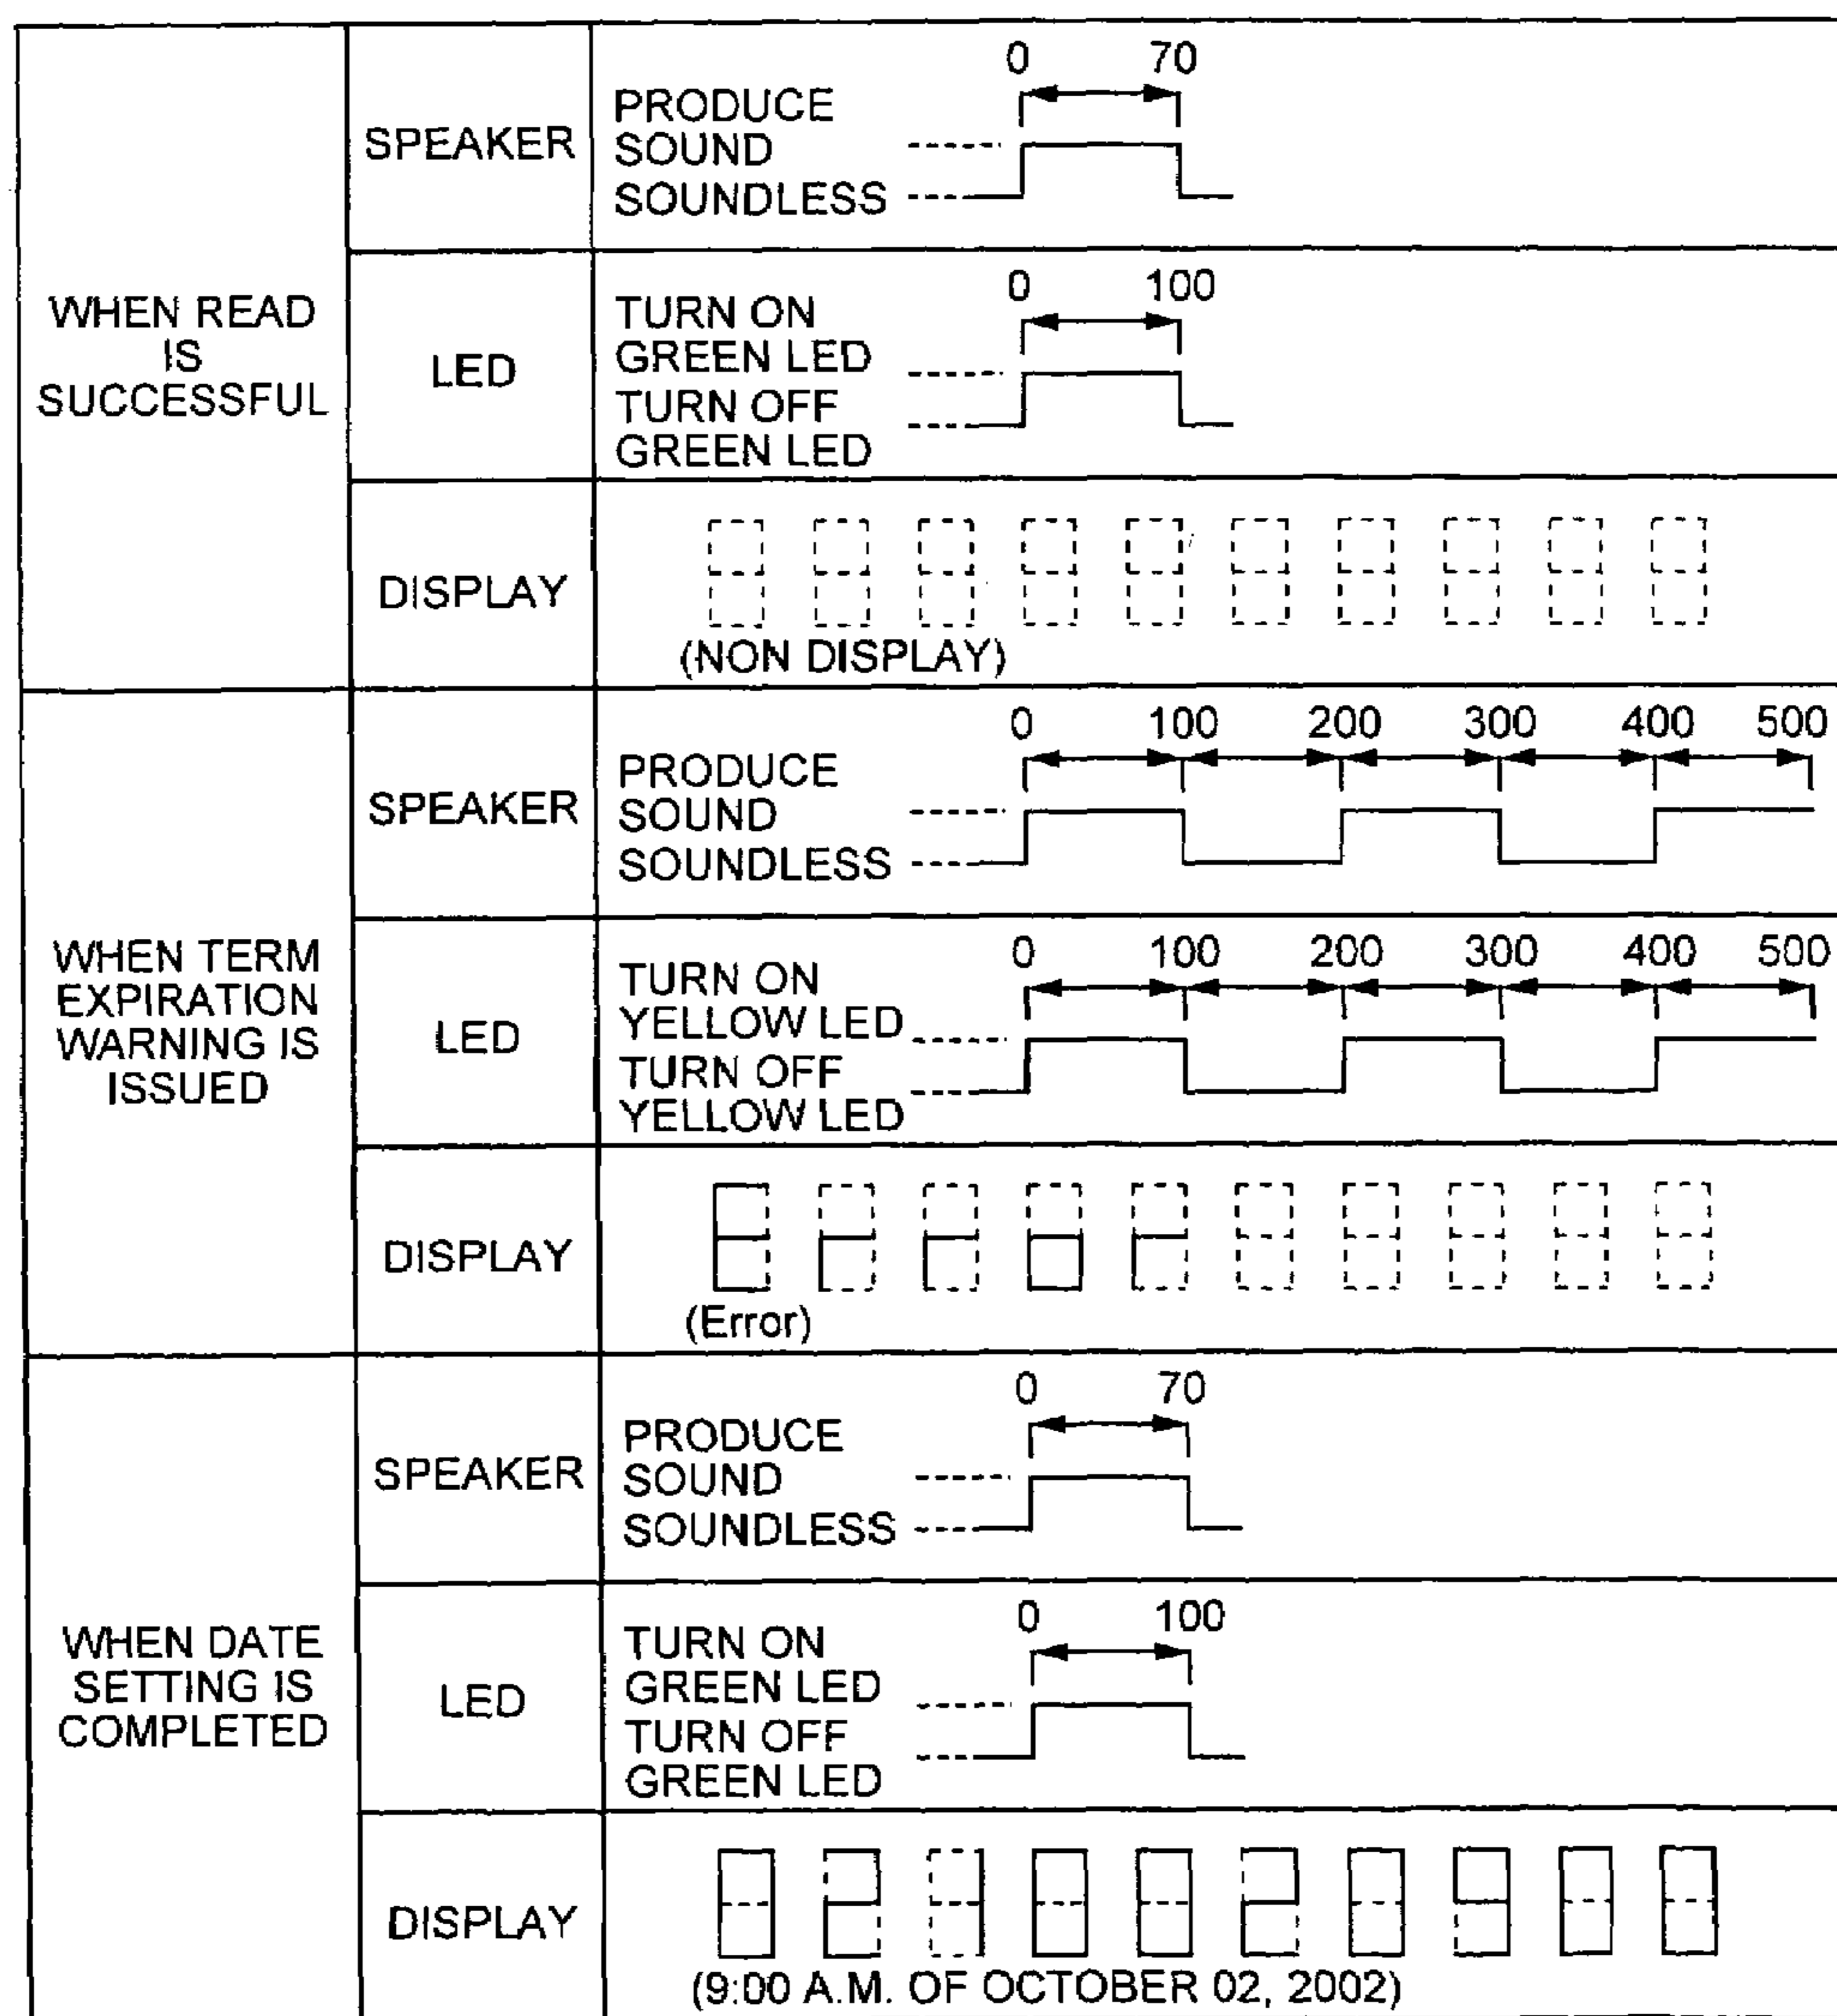 WHEN READ
IS
SUCCESSFUL
SPEAKER
PRODUCE
SOUND
SOUNDLESS
0 70
LED
TURN ON
GREEN LED
TURN OFF
GREEN LED
0 100
DISPLAY
(NON DISPLAY)
WHEN TERM
EXPIRATION
WARNING IS
ISSUED
SPEAKER
PRODUCE
SOUND
SOUNDLESS
0 100 200 300 400 500
LED
TURN ON
YELLOW LED
TURN OFF
YELLOW LED
0 100 200 300 400 500
DISPLAY
Error
(Error)
WHEN DATE
SETTING IS
COMPLETED
SPEAKER
PRODUCE
SOUND
SOUNDLESS
0 70
LED
TURN ON
GREEN LED
TURN OFF
GREEN LED
0 100
DISPLAY
0210020900
(9:00 A.M. OF OCTOBER 02, 2002)